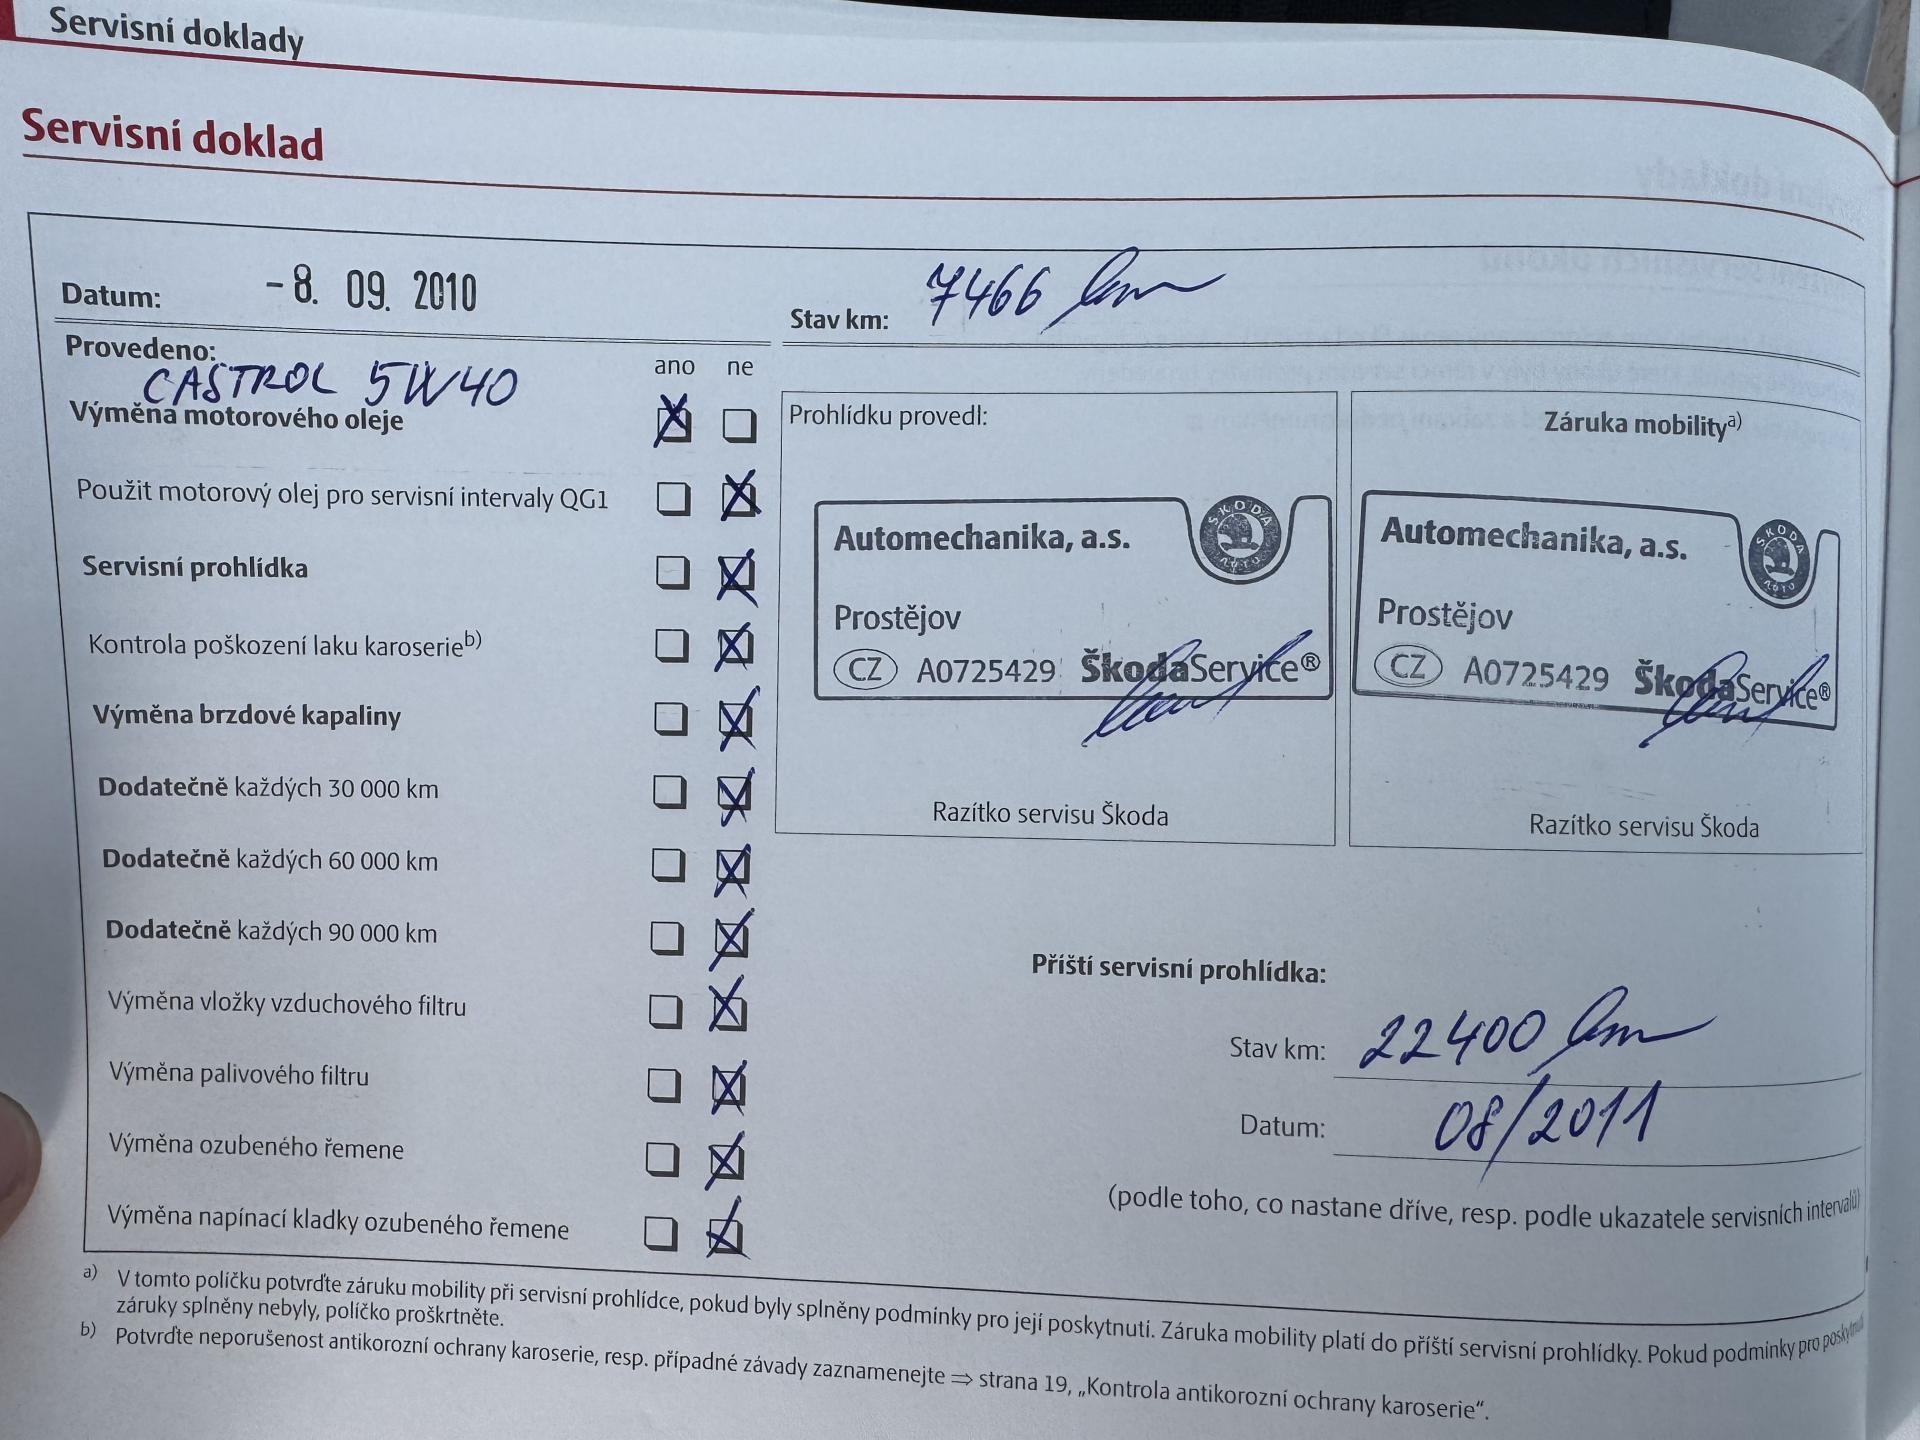 Servisní doklady
Servisní doklad
Datum: -8. 09. 2010
Stav km: 7466 km
Provedeno:
ano ne
CASTROL 5W40
Výměna motorového oleje
Použit motorový olej pro servisní intervaly QG1
Servisní prohlídka
Kontrola poškození laku karoserie b)
Výměna brzdové kapaliny
Dodatečně každých 30 000 km
Dodatečně každých 60 000 km
Dodatečně každých 90 000 km
Výměna vložky vzduchového filtru
Výměna palivového filtru
Výměna ozubeného řemene
Výměna napínací kladky ozubeného řemene
Prohlídku provedl:
Automechanika, a.s.
ŠKODA
AUTO
Prostějov
CZ A0725429 ŠkodaService®
Razítko servisu Škoda
Záruka mobility a)
Automechanika, a.s.
ŠKODA
AUTO
Prostějov
CZ A0725429 ŠkodaService®
Razítko servisu Škoda
Příští servisní prohlídka:
Stav km: 22400 km
Datum: 08/2011
(podle toho, co nastane dříve, resp. podle ukazatele servisních intervalů)
a) V tomto políčku potvrďte záruku mobility při servisní prohlídce, pokud byly splněny podmínky pro její poskytnutí. Záruka mobility platí do příští servisní prohlídky. Pokud podmínky pro poskytnutí
záruky splněny nebyly, políčko proškrtněte.
b) Potvrďte neporušenost antikorozní ochrany karoserie, resp. případné závady zaznamenejte ⇒ strana 19, „Kontrola antikorozní ochrany karoserie“.